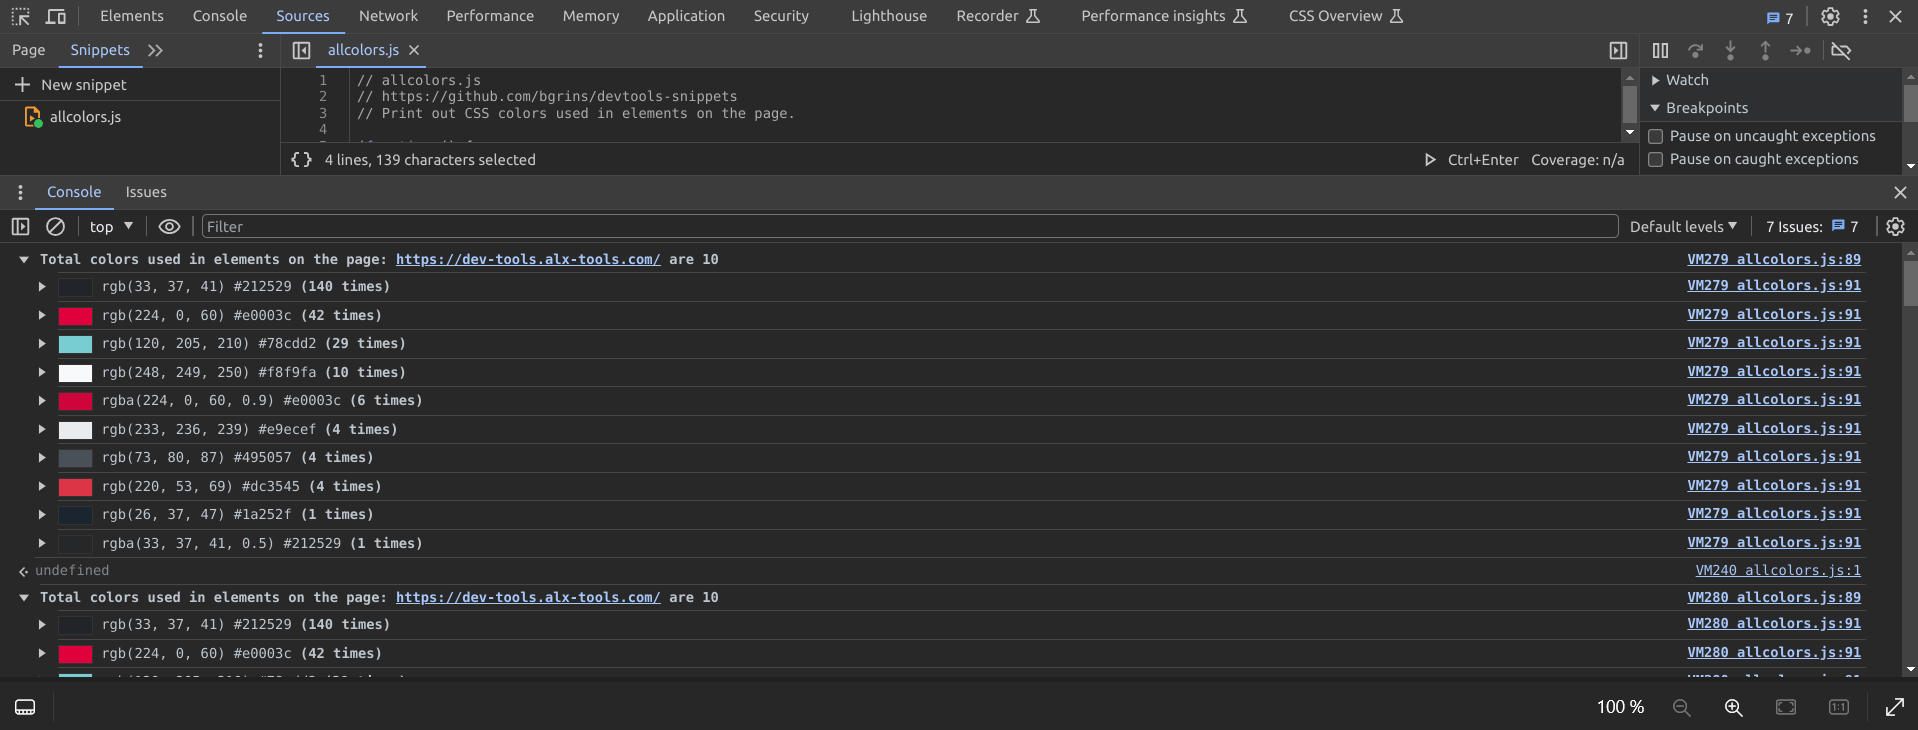 Elements Console Sources Network Performance Memory Application Security Lighthouse Recorder Performance insights CSS Overview 7
Page Snippets
allcolors.js
New snippet
allcolors.js
1 // allcolors.js
2 // https://github.com/bgrins/devtools-snippets
3 // Print out CSS colors used in elements on the page.
4
{} 4 lines, 139 characters selected
Ctrl+Enter Coverage: n/a
Watch
Breakpoints
Pause on uncaught exceptions
Pause on caught exceptions
Console Issues
top Filter Default levels 7 Issues: 7
Total colors used in elements on the page: https://dev-tools.alx-tools.com/ are 10 VM279 allcolors.js:89
rgb(33, 37, 41) #212529 (140 times) VM279 allcolors.js:91
rgb(224, 0, 60) #e0003c (42 times) VM279 allcolors.js:91
rgb(120, 205, 210) #78cdd2 (29 times) VM279 allcolors.js:91
rgb(248, 249, 250) #f8f9fa (10 times) VM279 allcolors.js:91
rgba(224, 0, 60, 0.9) #e0003c (6 times) VM279 allcolors.js:91
rgb(233, 236, 239) #e9ecef (4 times) VM279 allcolors.js:91
rgb(73, 80, 87) #495057 (4 times) VM279 allcolors.js:91
rgb(220, 53, 69) #dc3545 (4 times) VM279 allcolors.js:91
rgb(26, 37, 47) #1a252f (1 times) VM279 allcolors.js:91
rgba(33, 37, 41, 0.5) #212529 (1 times) VM279 allcolors.js:91
undefined VM240 allcolors.js:1
Total colors used in elements on the page: https://dev-tools.alx-tools.com/ are 10 VM280 allcolors.js:89
rgb(33, 37, 41) #212529 (140 times) VM280 allcolors.js:91
rgb(224, 0, 60) #e0003c (42 times) VM280 allcolors.js:91
100 % 1:1